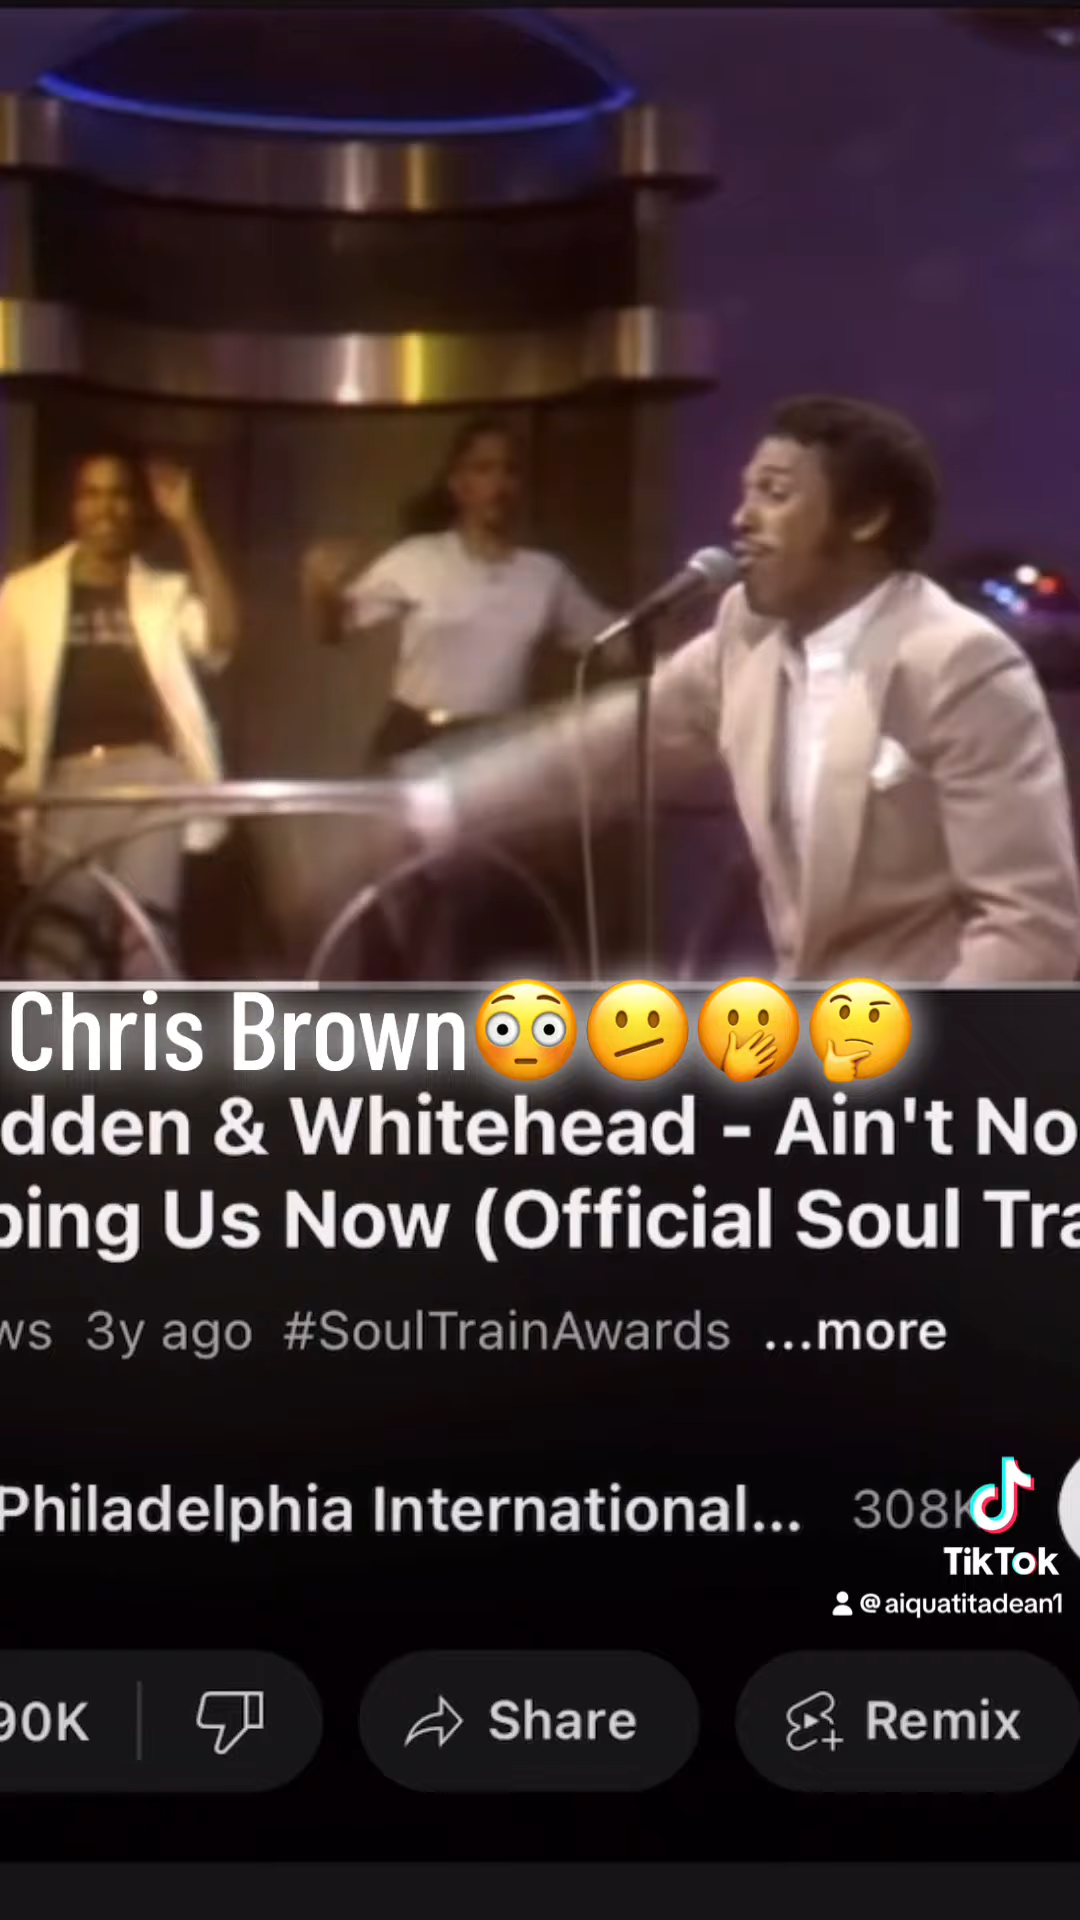 Chris Brown😳🫤🫢🤔
dden & Whitehead - Ain't No
ping Us Now (Official Soul Tra
ws 3y ago #SoulTrainAwards ...more
Philadelphia International... 308K
TikTok
@aiquatitadean1
90K Share Remix